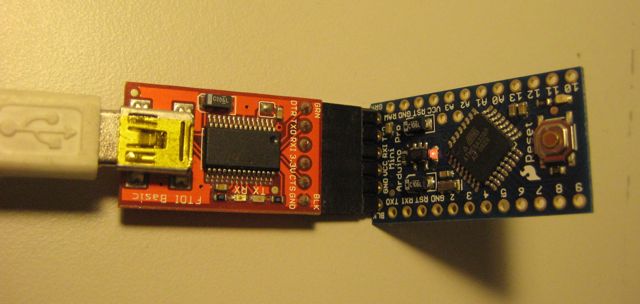 DTR TXO RXI 3.3V CTS GND
GRN
BLK
TX RX
FTDI Basic
GRN
BLK
GND RAW
GND RST VCC A3 A2 A1 A0 13 12 11 10
Arduino Pro
Mini
Reset
TXO RXI RST GND 2 3 4 5 6 7 8 9
GND VCC RXI